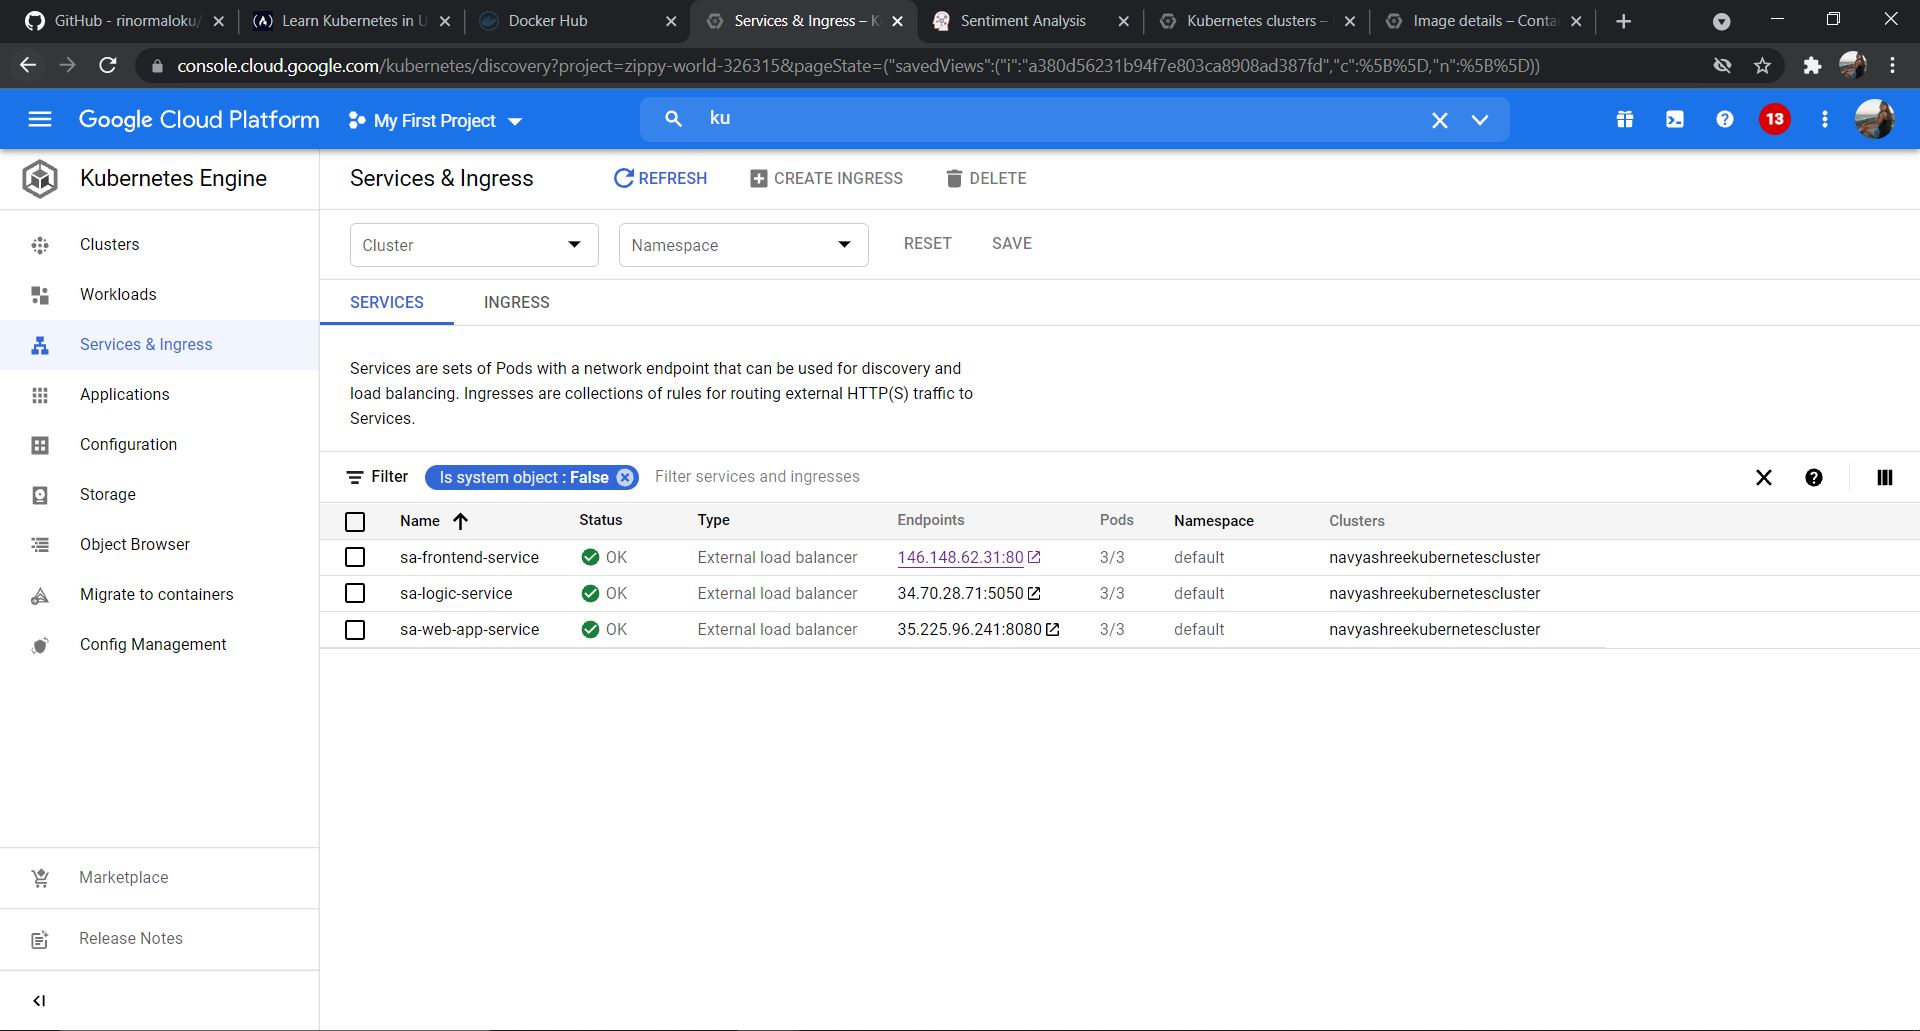 GitHub - rinormaloku/
Learn Kubernetes in U
Docker Hub
Services & Ingress – K
Sentiment Analysis
Kubernetes clusters –
Image details – Conta
console.cloud.google.com/kubernetes/discovery?project=zippy-world-326315&pageState=("savedViews":("i":"a380d56231b94f7e803ca8908ad387fd","c":%5B%5D,"n":%5B%5D))
Google Cloud Platform
My First Project
ku
13
Kubernetes Engine
Services & Ingress
REFRESH
CREATE INGRESS
DELETE
Clusters
Workloads
Services & Ingress
Applications
Configuration
Storage
Object Browser
Migrate to containers
Config Management
Marketplace
Release Notes
Cluster
Namespace
RESET
SAVE
SERVICES
INGRESS
Services are sets of Pods with a network endpoint that can be used for discovery and
load balancing. Ingresses are collections of rules for routing external HTTP(S) traffic to
Services.
Filter
Is system object : False
Filter services and ingresses
Name Status Type Endpoints Pods Namespace Clusters
sa-frontend-service OK External load balancer 146.148.62.31:80 3/3 default navyashreekubernetescluster
sa-logic-service OK External load balancer 34.70.28.71:5050 3/3 default navyashreekubernetescluster
sa-web-app-service OK External load balancer 35.225.96.241:8080 3/3 default navyashreekubernetescluster